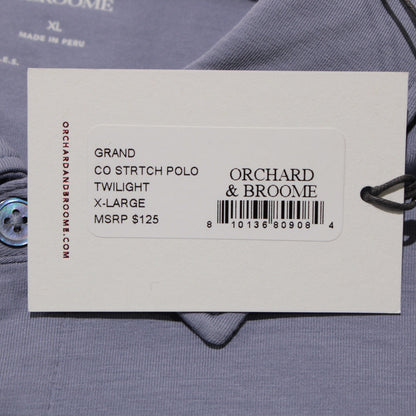 & BROOME
XL
MADE IN PERU
ORCHARDANDBROOME.COM
GRAND
CO STRTCH POLO
TWILIGHT
X-LARGE
MSRP $125
ORCHARD
& BROOME
8 10136 80908 4